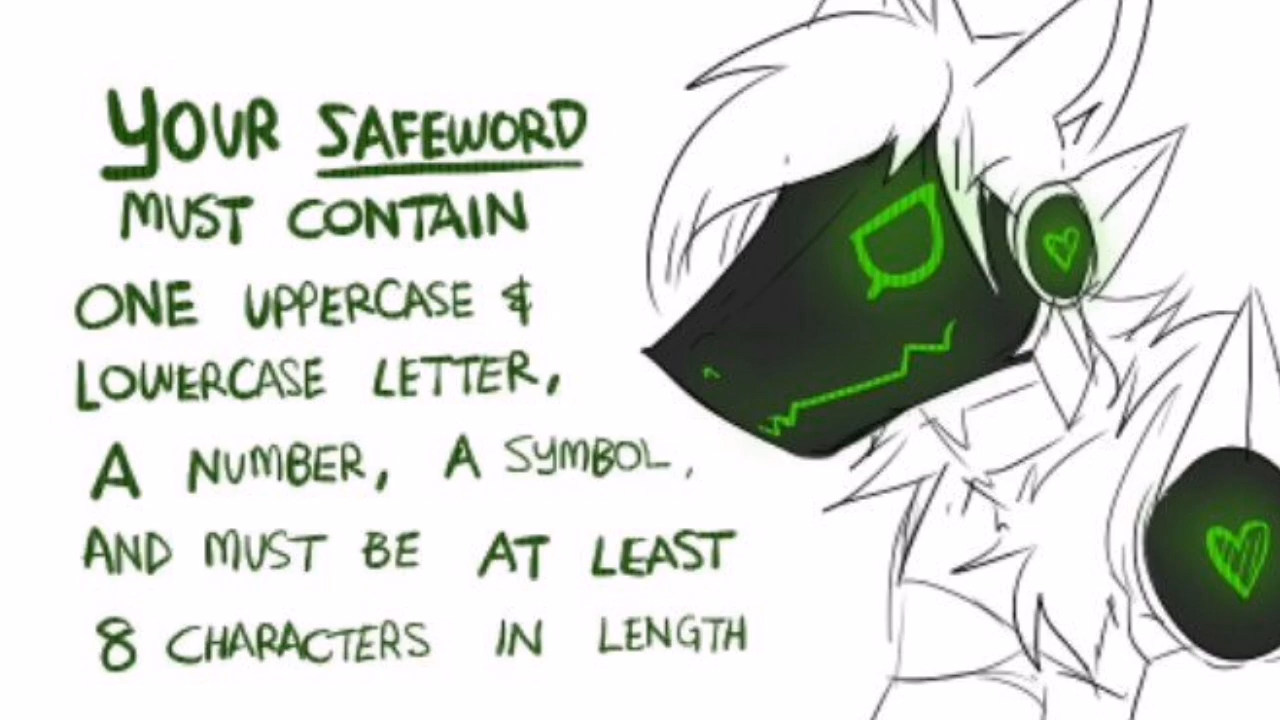 YOUR SAFEWORD
MUST CONTAIN
ONE UPPERCASE &
LOWERCASE LETTER,
A NUMBER, A SYMBOL,
AND MUST BE AT LEAST
8 CHARACTERS IN LENGTH